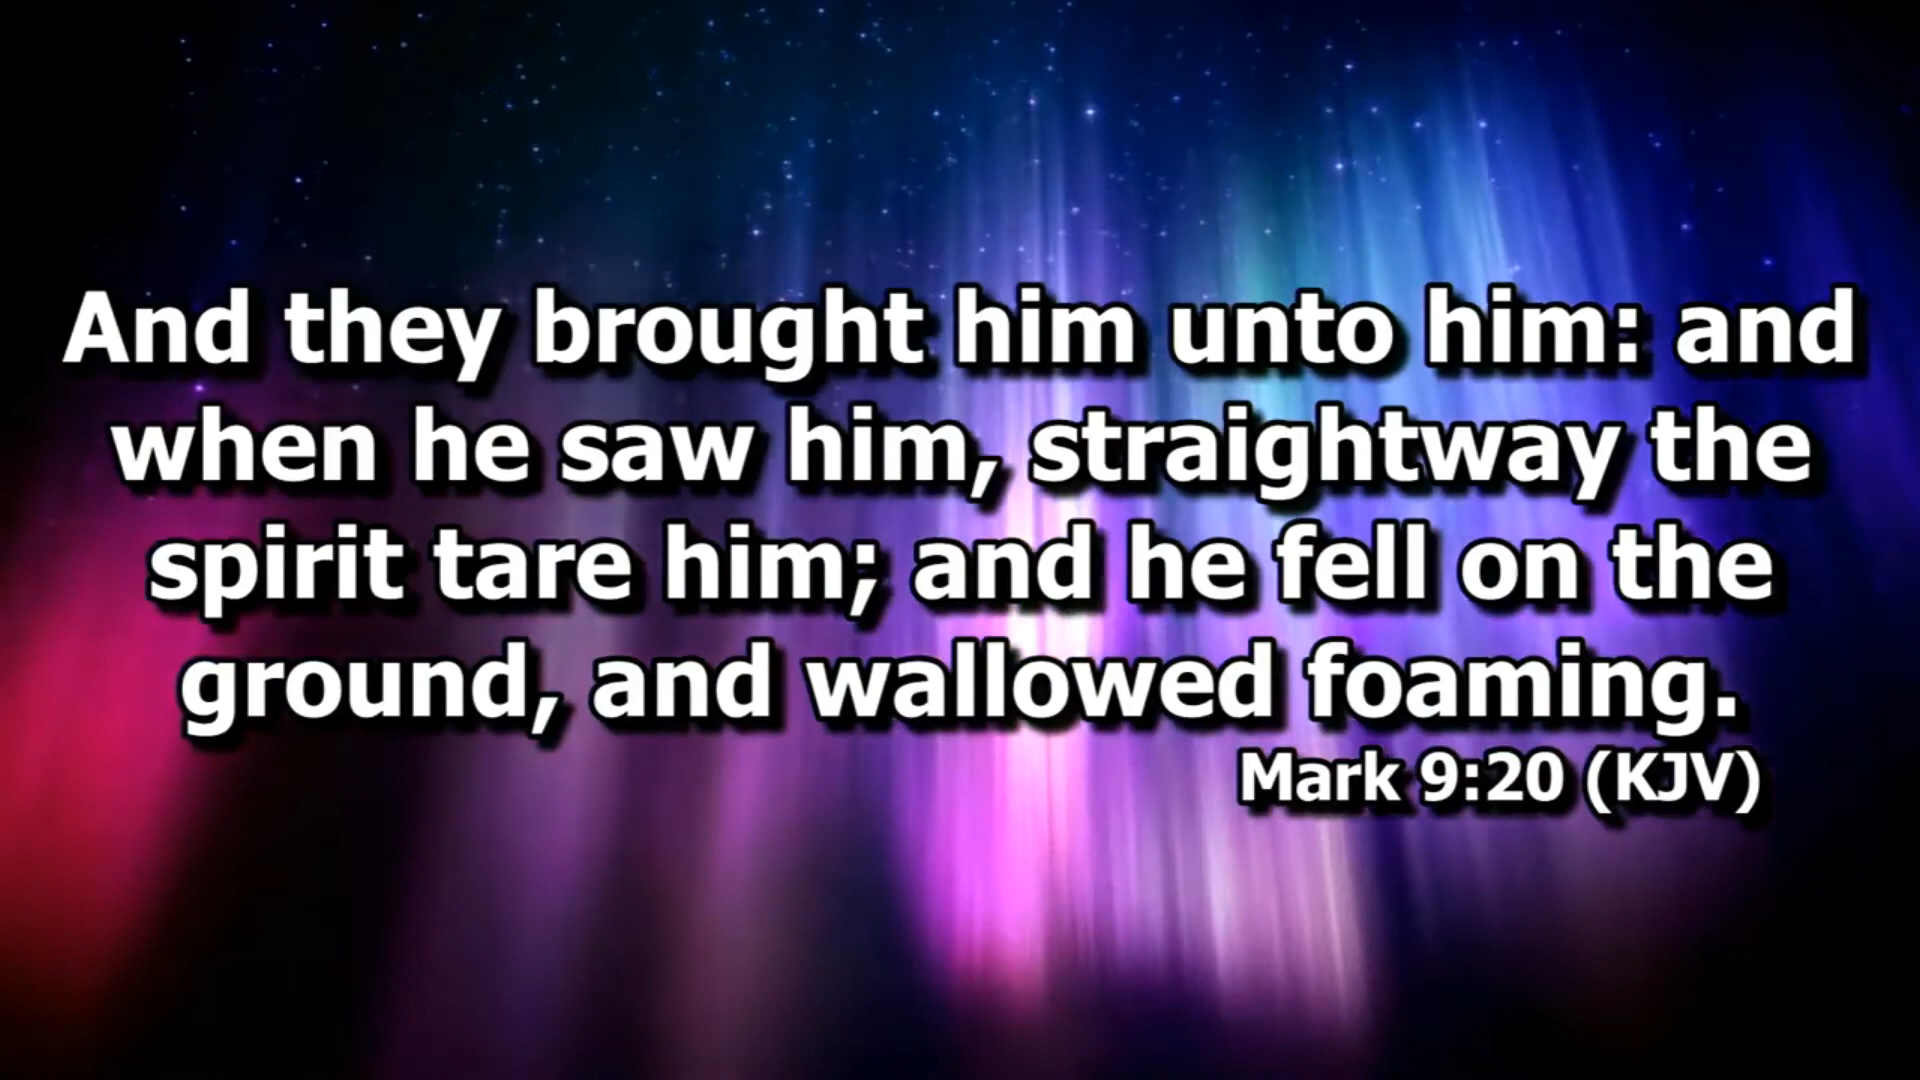 And they brought him unto him: and
when he saw him, straightway the
spirit tare him; and he fell on the
ground, and wallowed foaming.
Mark 9:20 (KJV)